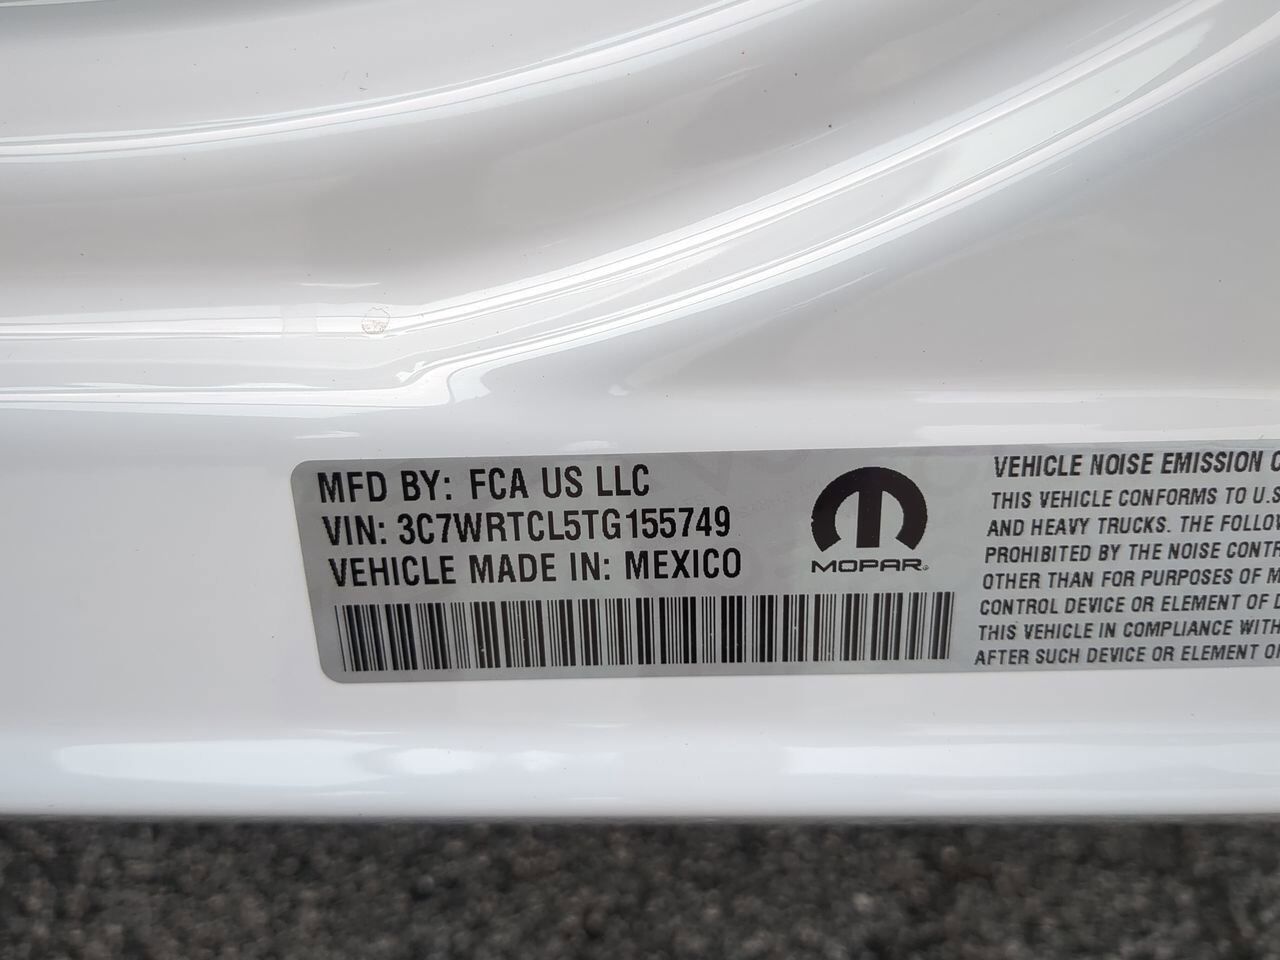 MFD BY: FCA US LLC
VIN: 3C7WRTCL5TG155749
VEHICLE MADE IN: MEXICO
MOPAR
VEHICLE NOISE EMISSION
THIS VEHICLE CONFORMS TO U.S
AND HEAVY TRUCKS. THE
PROHIBITED BY THE NOISE
OTHER THAN FOR PURPOSES OF
CONTROL DEVICE OR ELEMENT OF
THIS VEHICLE IN COMPLIANCE WITH
AFTER SUCH DEVICE OR ELEMENT